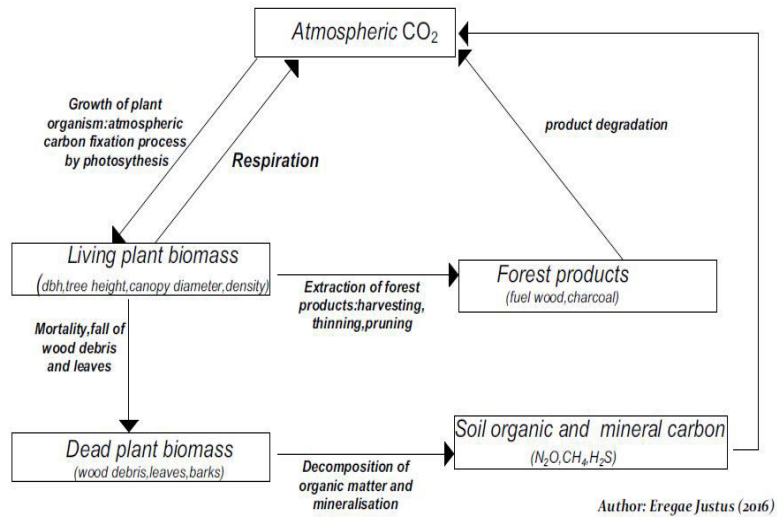 Atmospheric CO₂
Growth of plant
organism:atmospheric
carbon fixation process
by photosythesis
Respiration
product degradation
Living plant biomass
(dbh,tree height,canopy diameter,density)
Extraction of forest
products:harvesting,
thinning,pruning
Forest products
(fuel wood,charcoal)
Mortality,fall of
wood debris
and leaves
Dead plant biomass
(wood debris,leaves,barks)
Decomposition of
organic matter and
mineralisation
Soil organic and mineral carbon
(N₂O,CH₄,H₂S)
Author: Eregae Justus (2016)